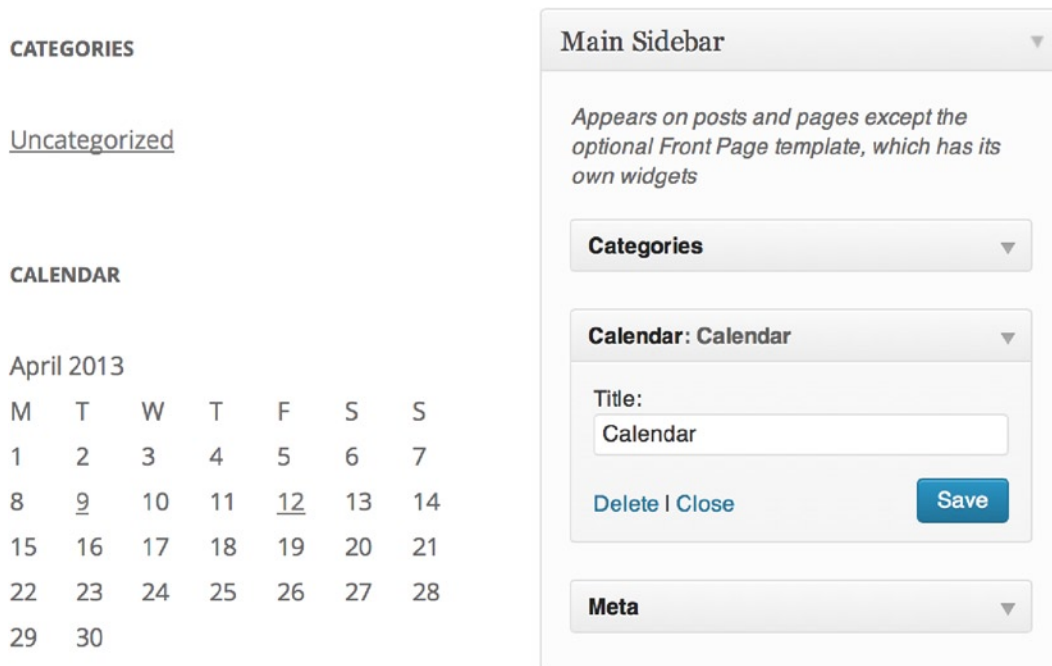 CATEGORIES
Uncategorized
CALENDAR
April 2013
M T W T F S S
1 2 3 4 5 6 7
8 9 10 11 12 13 14
15 16 17 18 19 20 21
22 23 24 25 26 27 28
29 30
Main Sidebar
Appears on posts and pages except the
optional Front Page template, which has its
own widgets
Categories
Calendar: Calendar
Title:
Calendar
Delete | Close
Save
Meta